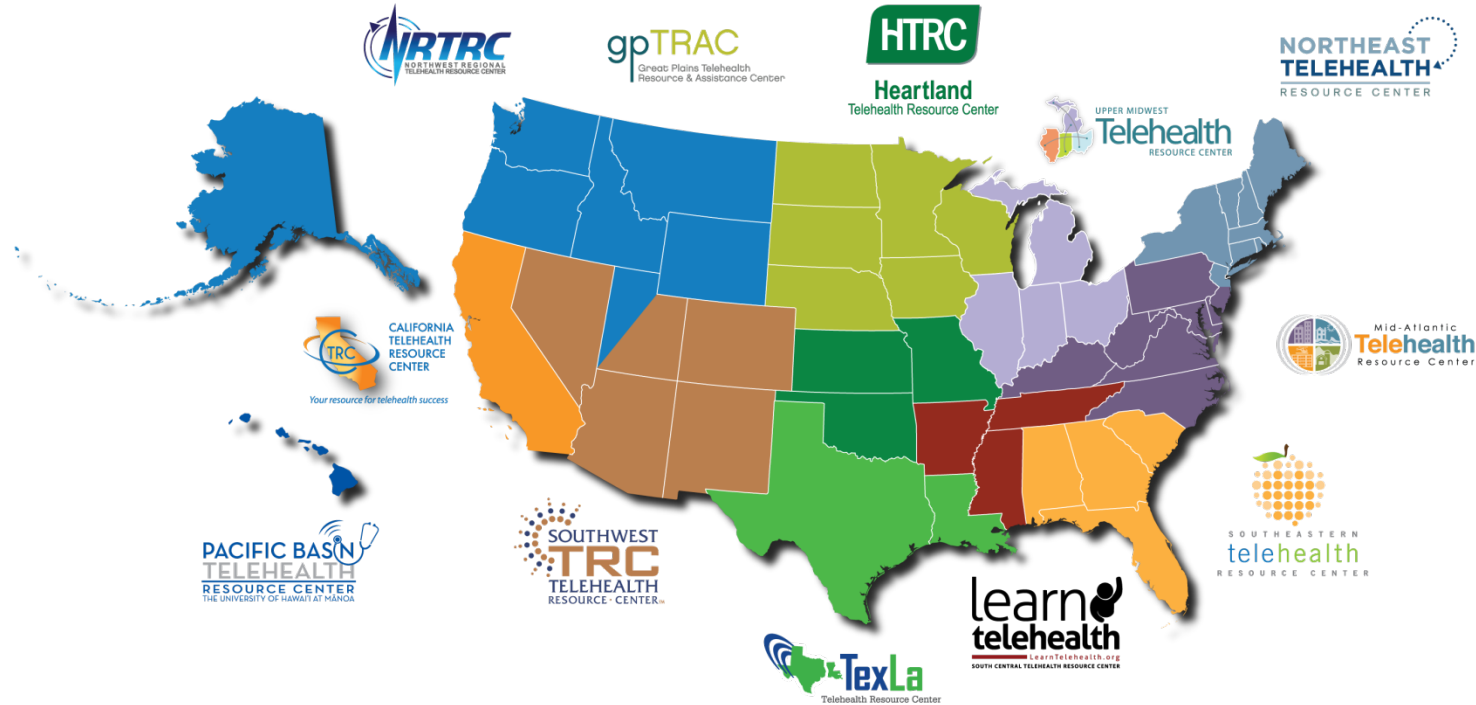 NRTRC
NORTHWEST REGIONAL
TELEHEALTH RESOURCE CENTER
gpTRAC
Great Plains Telehealth
Resource & Assistance Center
HTRC
Heartland
Telehealth Resource Center
NORTHEAST
TELEHEALTH
RESOURCE CENTER
UPPER MIDWEST
Telehealth
RESOURCE CENTER
TRC
CALIFORNIA
TELEHEALTH
RESOURCE
CENTER
Your resource for telehealth success
Mid-Atlantic
Telehealth
Resource Center
PACIFIC BASIN
TELEHEALTH
RESOURCE CENTER
THE UNIVERSITY OF HAWAI'I AT MĀNOA
SOUTHWEST
TRC
TELEHEALTH
RESOURCE · CENTER™
SOUTHEASTERN
telehealth
RESOURCE CENTER
learn
telehealth
LearnTelehealth.org
SOUTH CENTRAL TELEHEALTH RESOURCE CENTER
TexLa
Telehealth Resource Center